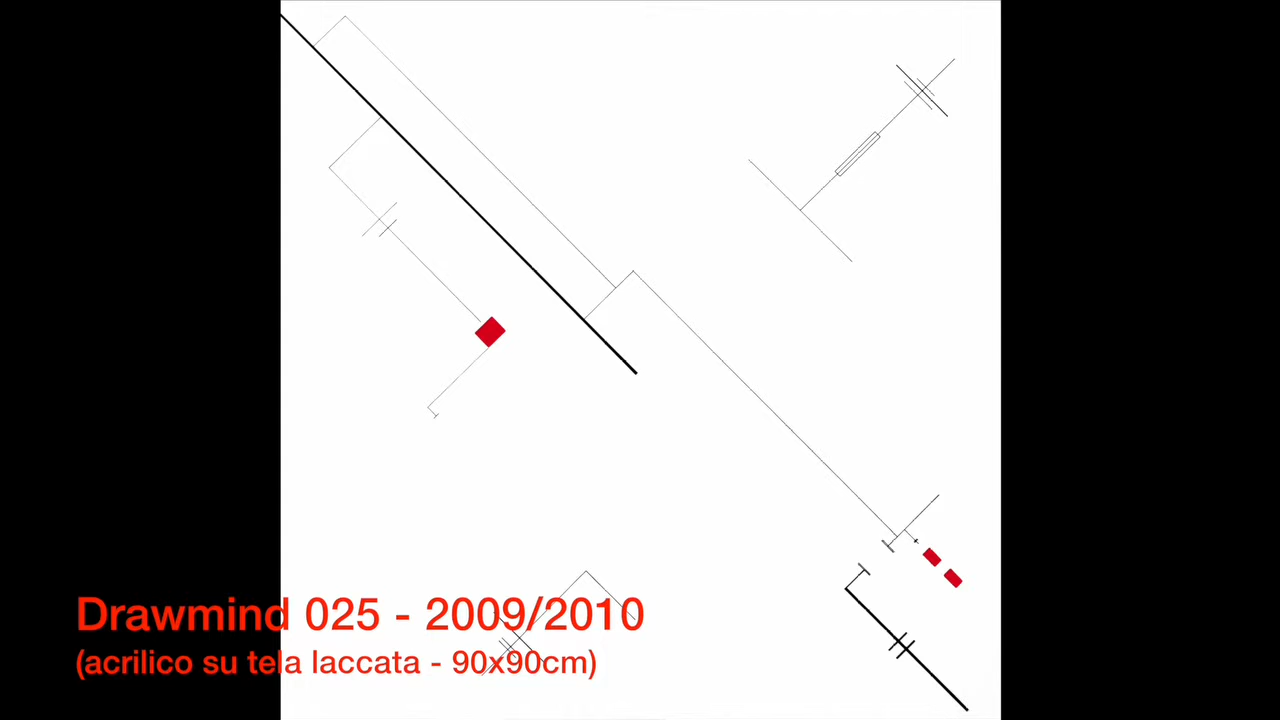 Drawmind 025 - 2009/2010
(acrilico su tela laccata - 90x90cm)